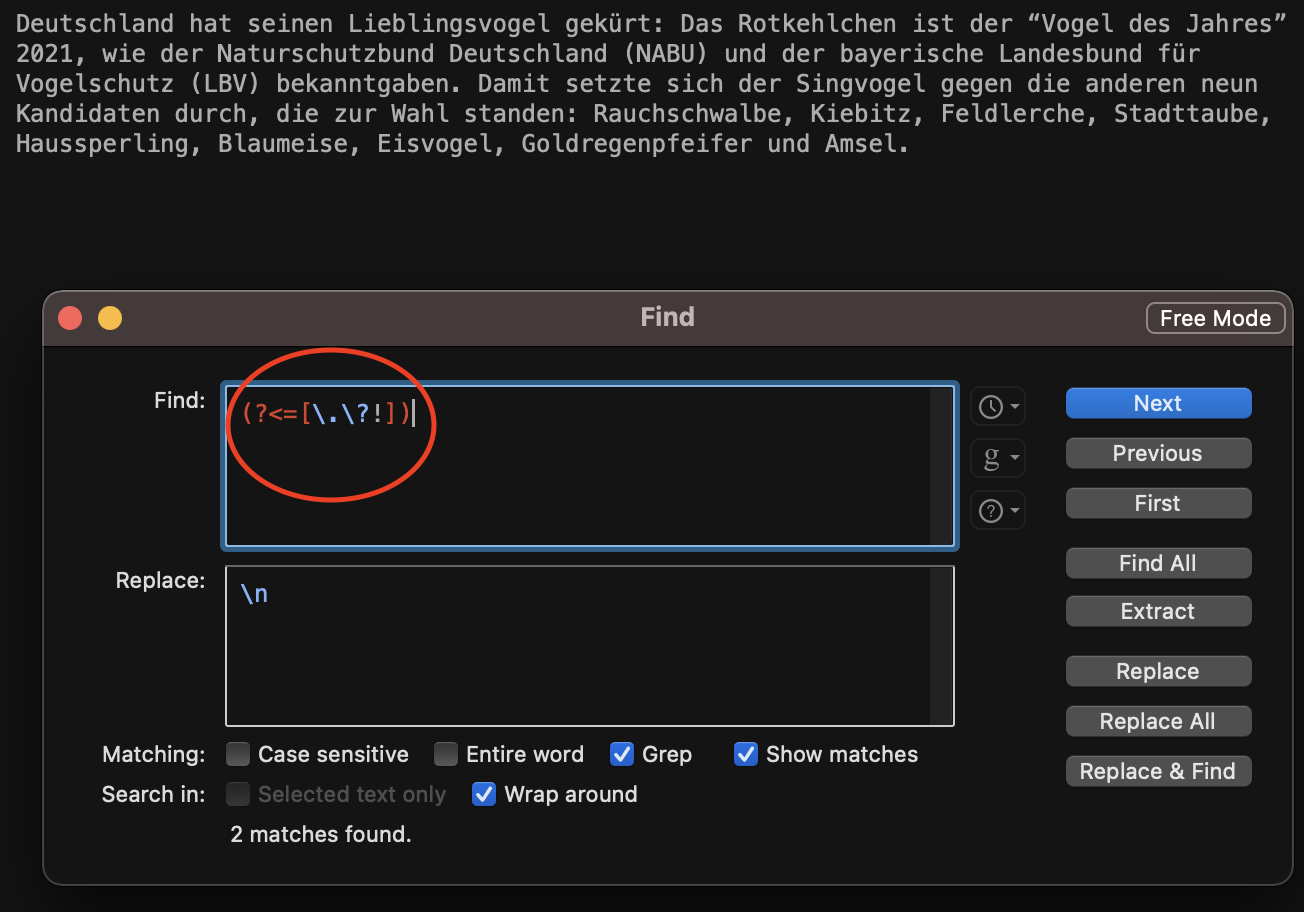 Deutschland hat seinen Lieblingsvogel gekürt: Das Rotkehlchen ist der “Vogel des Jahres”
2021, wie der Naturschutzbund Deutschland (NABU) und der bayerische Landesbund für
Vogelschutz (LBV) bekanntgaben. Damit setzte sich der Singvogel gegen die anderen neun
Kandidaten durch, die zur Wahl standen: Rauchschwalbe, Kiebitz, Feldlerche, Stadttaube,
Haussperling, Blaumeise, Eisvogel, Goldregenpfeifer und Amsel.
Find
Free Mode
Find:
(?<=[\.\?!])
g
?
Next
Previous
First
Find All
Extract
Replace:
\n
Replace
Replace All
Replace & Find
Matching:
Case sensitive
Entire word
Grep
Show matches
Search in:
Selected text only
Wrap around
2 matches found.